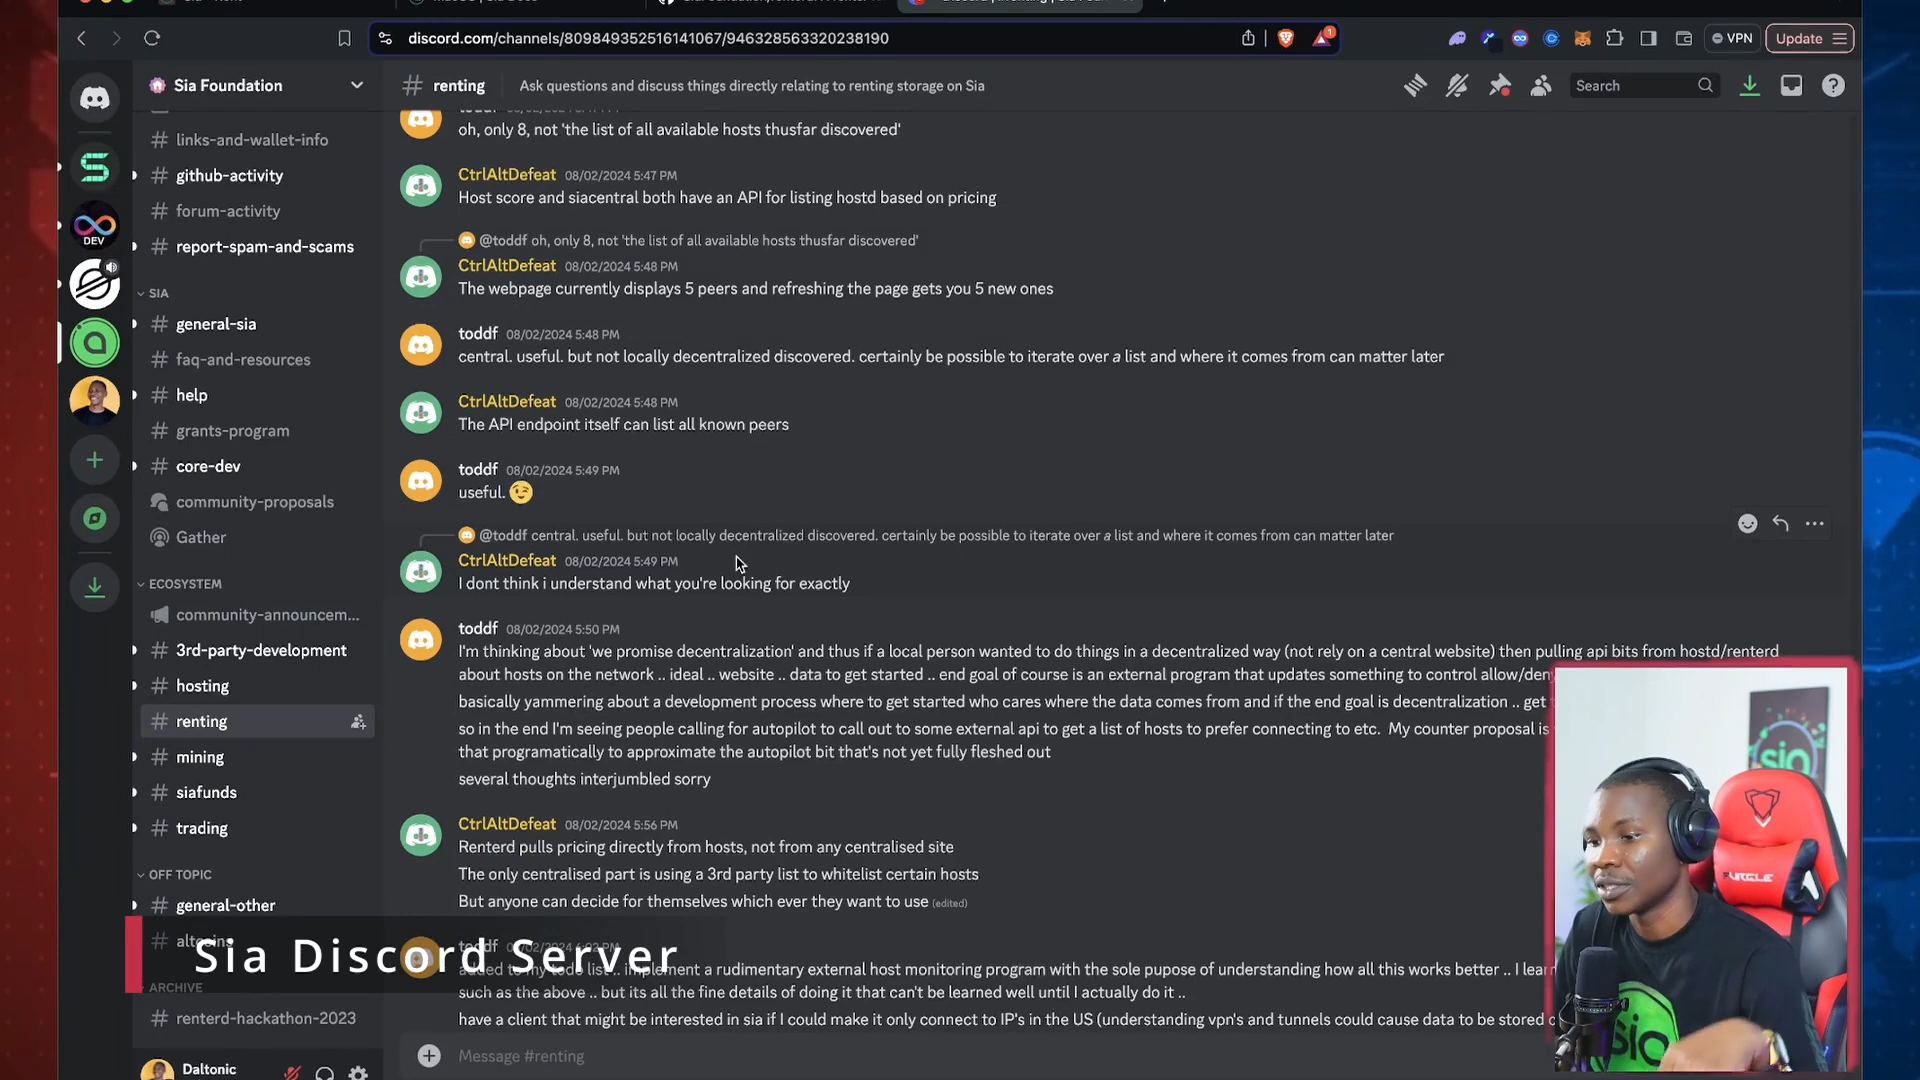 discord.com/channels/809849352516141067/946328563320238190
1
VPN
Update
Sia Foundation
# renting
Ask questions and discuss things directly relating to renting storage on Sia
Search
# links-and-wallet-info
# github-activity
# forum-activity
# report-spam-and-scams
SIA
# general-sia
# faq-and-resources
# help
# grants-program
# core-dev
community-proposals
Gather
ECOSYSTEM
community-announcem...
# 3rd-party-development
# hosting
# renting
# mining
# siafunds
# trading
OFF TOPIC
# general-other
# altcoins
ARCHIVE
# renterd-hackathon-2023
Daltonic
DEV
oh, only 8, not 'the list of all available hosts thusfar discovered'
CtrlAltDefeat 08/02/2024 5:47 PM
Host score and siacentral both have an API for listing hostd based on pricing
@toddf oh, only 8, not 'the list of all available hosts thusfar discovered'
CtrlAltDefeat 08/02/2024 5:48 PM
The webpage currently displays 5 peers and refreshing the page gets you 5 new ones
toddf 08/02/2024 5:48 PM
central. useful. but not locally decentralized discovered. certainly be possible to iterate over a list and where it comes from can matter later
CtrlAltDefeat 08/02/2024 5:48 PM
The API endpoint itself can list all known peers
toddf 08/02/2024 5:49 PM
useful. 😉
@toddf central. useful. but not locally decentralized discovered. certainly be possible to iterate over a list and where it comes from can matter later
CtrlAltDefeat 08/02/2024 5:49 PM
I dont think i understand what you're looking for exactly
toddf 08/02/2024 5:50 PM
I'm thinking about 'we promise decentralization' and thus if a local person wanted to do things in a decentralized way (not rely on a central website) then pulling api bits from hostd/renterd
about hosts on the network .. ideal .. website .. data to get started .. end goal of course is an external program that updates something to control allow/den
basically yammering about a development process where to get started who cares where the data comes from and if the end goal is decentralization .. get
so in the end I'm seeing people calling for autopilot to call out to some external api to get a list of hosts to prefer connecting to etc. My counter proposal is
that programatically to approximate the autopilot bit that's not yet fully fleshed out
several thoughts interjumbled sorry
CtrlAltDefeat 08/02/2024 5:56 PM
Renterd pulls pricing directly from hosts, not from any centralised site
The only centralised part is using a 3rd party list to whitelist certain hosts
But anyone can decide for themselves which ever they want to use (edited)
toddf
added to my todo list .. implement a rudimentary external host monitoring program with the sole pupose of understanding how all this works better .. I lear
such as the above .. but its all the fine details of doing it that can't be learned well until I actually do it ..
have a client that might be interested in sia if I could make it only connect to IP's in the US (understanding vpn's and tunnels could cause data to be stored
Message #renting
Sia Discord Server
sia
FURGLE
sia